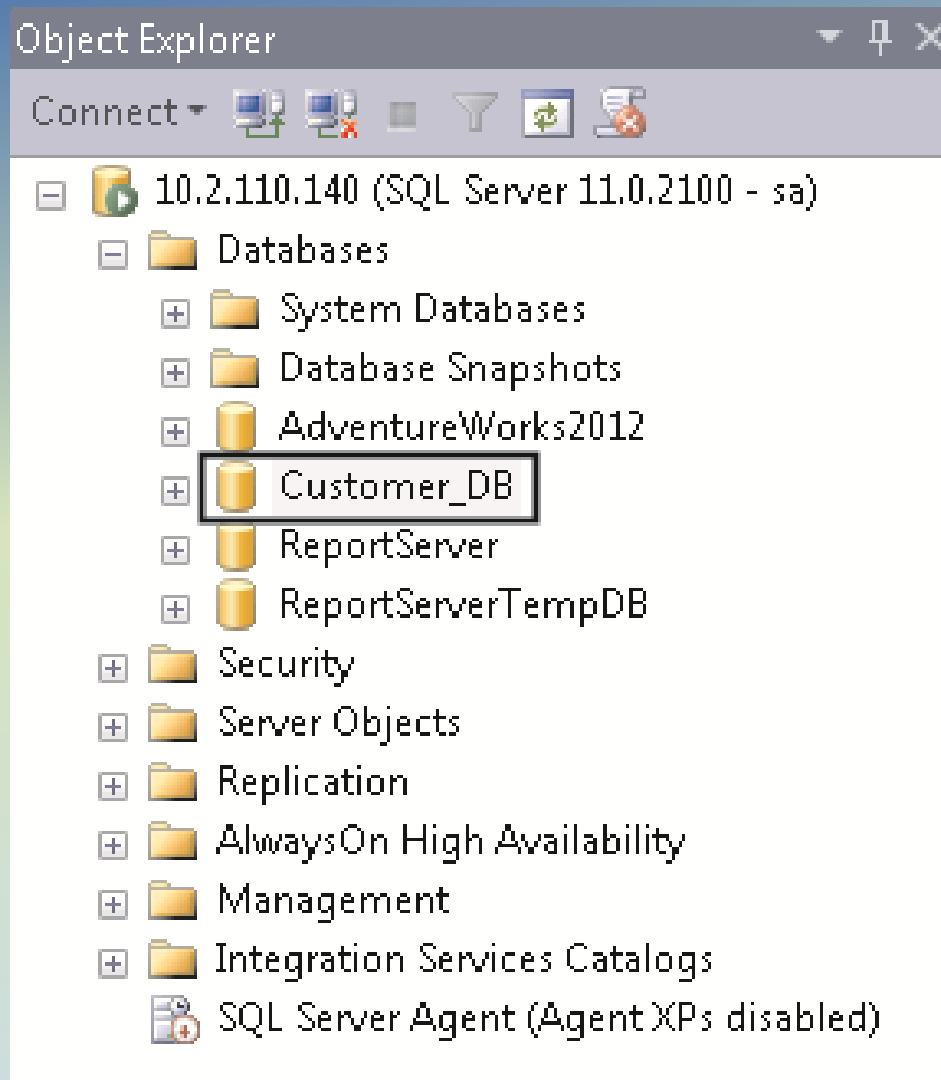 Object Explorer
Connect
10.2.110.140 (SQL Server 11.0.2100 - sa)
Databases
System Databases
Database Snapshots
AdventureWorks2012
Customer_DB
ReportServer
ReportServerTempDB
Security
Server Objects
Replication
AlwaysOn High Availability
Management
Integration Services Catalogs
SQL Server Agent (Agent XPs disabled)